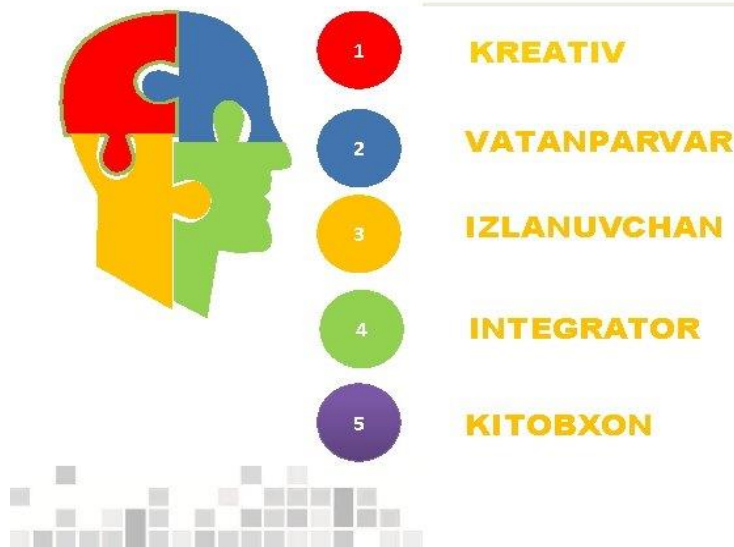 1 KREATIV
2 VATANPARVAR
3 IZLANUVCHAN
4 INTEGRATOR
5 KITOBXON